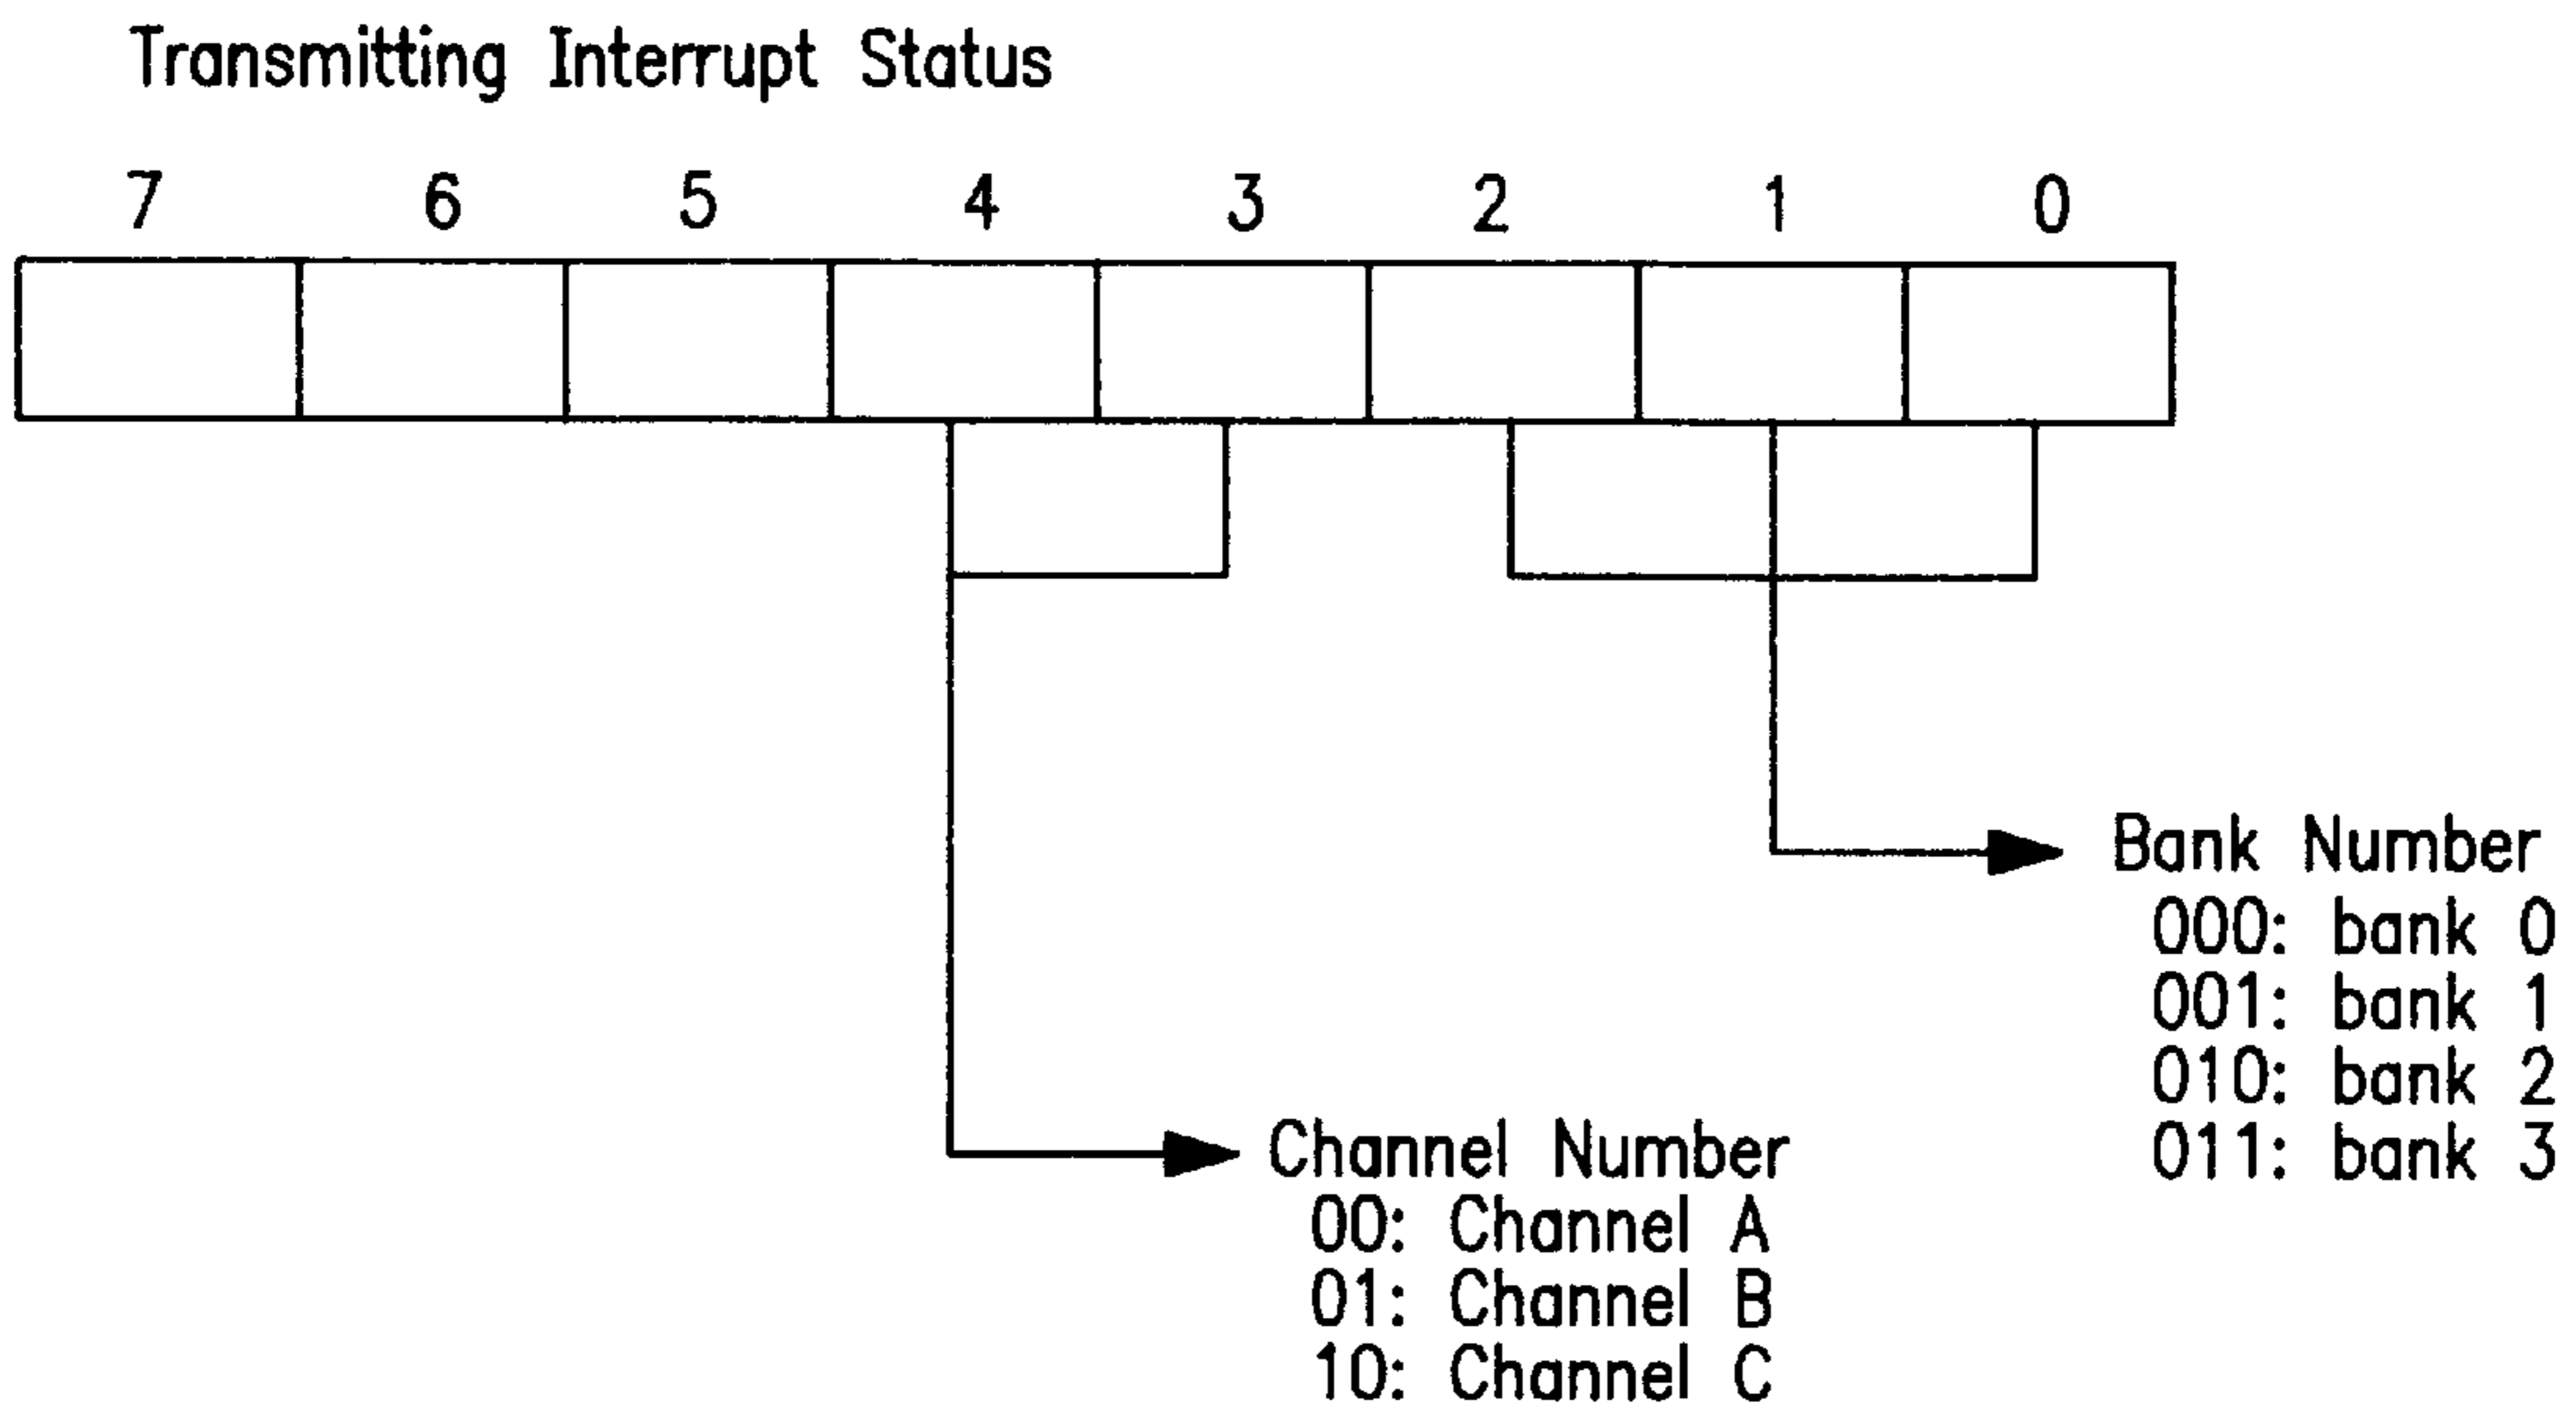 Transmitting Interrupt Status
7 6 5 4 3 2 1 0
Bank Number
000: bank 0
001: bank 1
010: bank 2
011: bank 3
Channel Number
00: Channel A
01: Channel B
10: Channel C